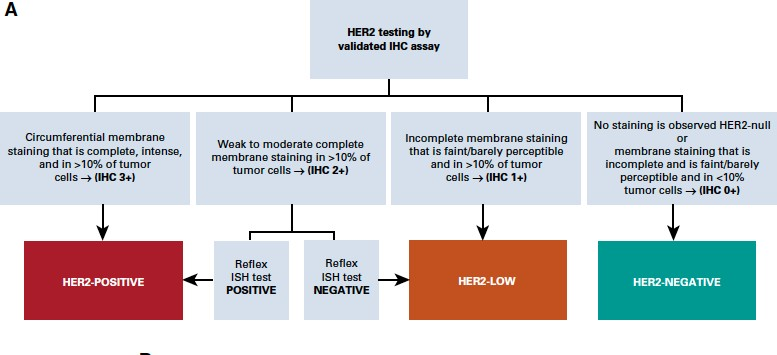 A
HER2 testing by
validated IHC assay
Circumferential membrane
staining that is complete, intense,
and in >10% of tumor
cells → (IHC 3+)
Weak to moderate complete
membrane staining in >10% of
tumor cells → (IHC 2+)
Incomplete membrane staining
that is faint/barely perceptible
and in >10% of tumor
cells → (IHC 1+)
No staining is observed HER2-null
or
membrane staining that is
incomplete and is faint/barely
perceptible and in <10%
tumor cells → (IHC 0+)
HER2-POSITIVE
Reflex
ISH test
POSITIVE
Reflex
ISH test
NEGATIVE
HER2-LOW
HER2-NEGATIVE